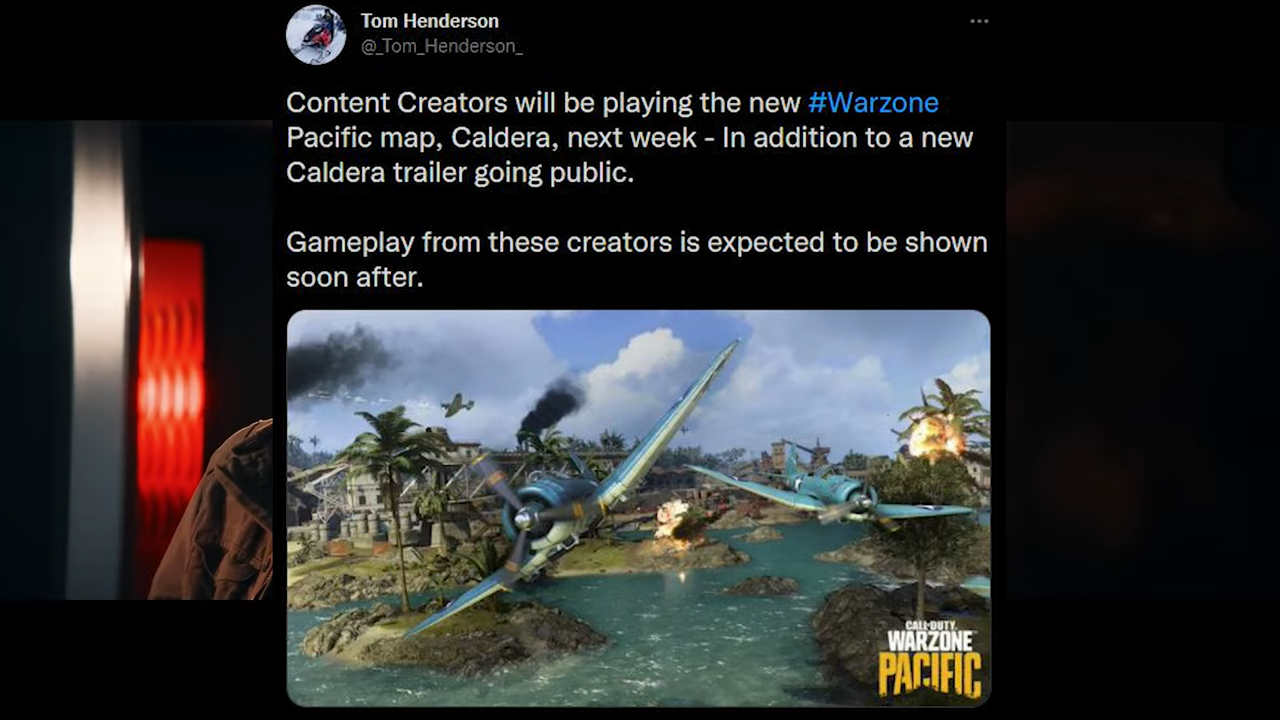 Tom Henderson
@_Tom_Henderson_
Content Creators will be playing the new #Warzone
Pacific map, Caldera, next week - In addition to a new
Caldera trailer going public.
Gameplay from these creators is expected to be shown
soon after.
CALL OF DUTY
WARZONE
PACIFIC